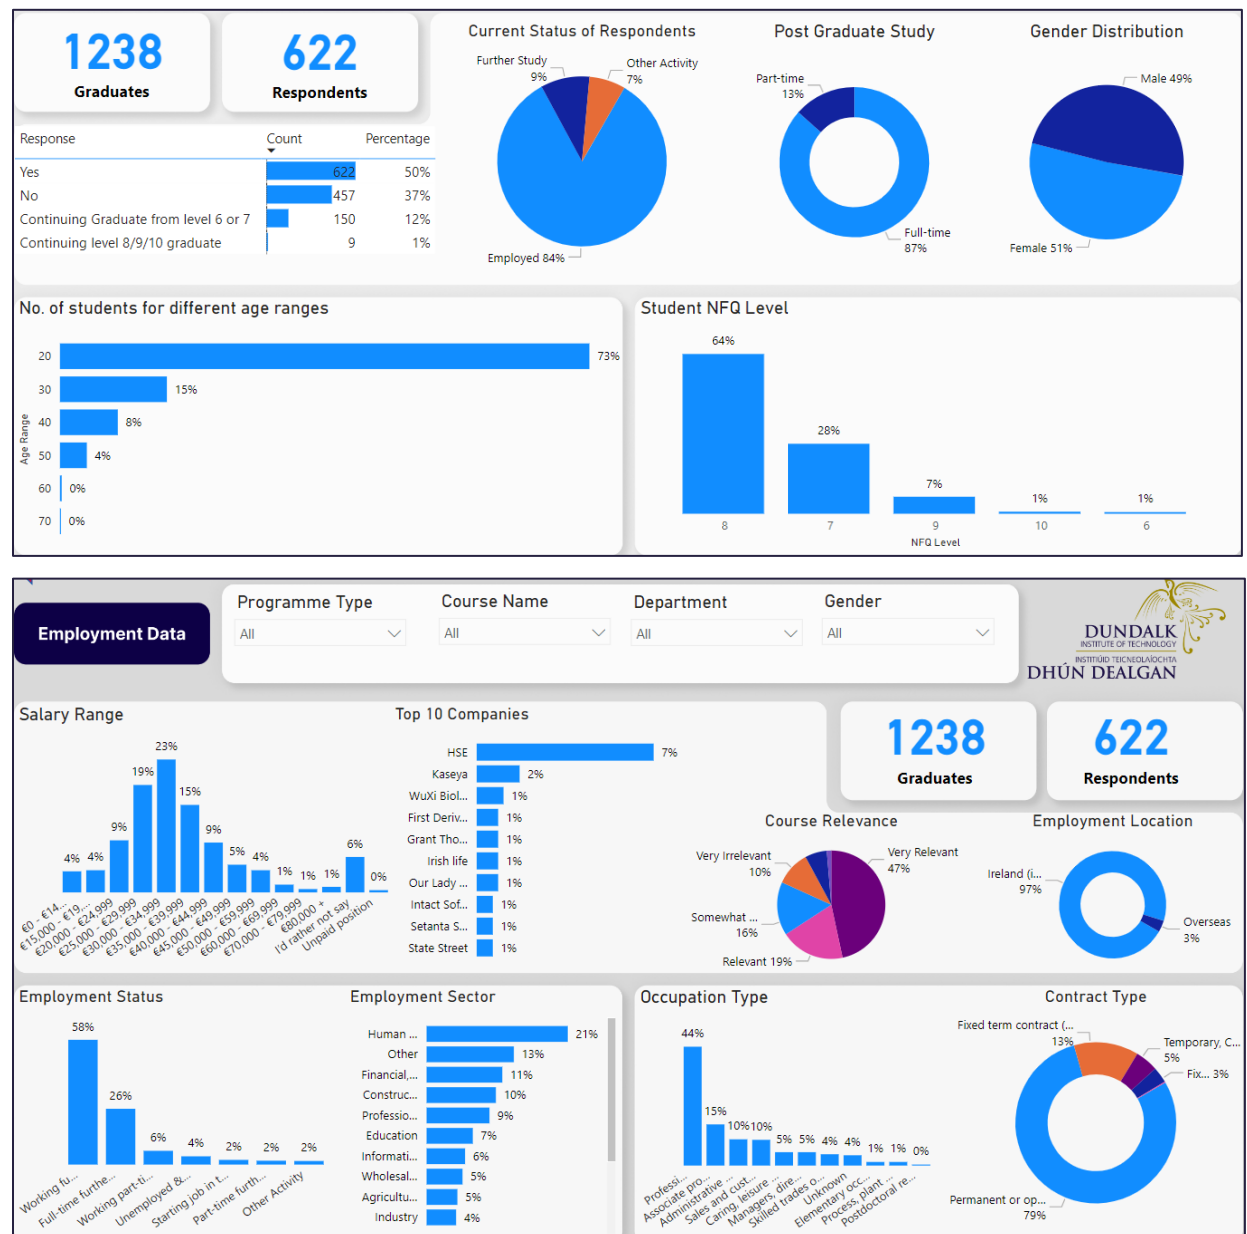 1238
Graduates
622
Respondents
Response Count Percentage
Yes 622 50%
No 457 37%
Continuing Graduate from level 6 or 7 150 12%
Continuing level 8/9/10 graduate 9 1%
Current Status of Respondents
Further Study
9%
Other Activity
7%
Employed 84%
Post Graduate Study
Part-time
13%
Full-time
87%
Gender Distribution
Male 49%
Female 51%
No. of students for different age ranges
Age Range
20 73%
30 15%
40 8%
50 4%
60 0%
70 0%
Student NFQ Level
64% 28% 7% 1% 1%
8 7 9 10 6
NFQ Level
Employment Data
Programme Type
All
Course Name
All
Department
All
Gender
All
DUNDALK
INSTITUTE OF TECHNOLOGY
INSTITIÚID TEICNEOLAÍOCHTA
DHÚN DEALGAN
Salary Range
4% 4% 9% 19% 23% 15% 9% 5% 4% 1% 1% 1% 6% 0%
€0 - €14...
€15,000 - €19,...
€20,000 - €24,999
€25,000 - €29,999
€30,000 - €34,999
€35,000 - €39,999
€40,000 - €44,999
€45,000 - €49,999
€50,000 - €59,999
€60,000 - €69,999
€70,000 - €79,999
€80,000 +
I'd rather not say
Unpaid position
Top 10 Companies
HSE 7%
Kaseya 2%
WuXi Biol... 1%
First Deriv... 1%
Grant Tho... 1%
Irish life 1%
Our Lady ... 1%
Intact Sof... 1%
Setanta S... 1%
State Street 1%
1238
Graduates
622
Respondents
Course Relevance
Very Irrelevant
10%
Very Relevant
47%
Somewhat ...
16%
Relevant 19%
Employment Location
Ireland (i...
97%
Overseas
3%
Employment Status
58% 26% 6% 4% 2% 2% 2%
Working fu...
Full-time furthe...
Working part-ti...
Unemployed &...
Starting job in t...
Part-time furth...
Other Activity
Employment Sector
Human ... 21%
Other 13%
Financial,... 11%
Construc... 10%
Professio... 9%
Education 7%
Informati... 6%
Wholesal... 5%
Agricultu... 5%
Industry 4%
Occupation Type
44% 15% 10% 10% 5% 5% 4% 4% 1% 1% 0%
Professi...
Associate pro...
Administrative ...
Sales and cust...
Caring, leisure ...
Managers, dire...
Skilled trades o...
Unknown
Elementary occ...
Process, plant ...
Postdoctoral re...
Contract Type
Fixed term contract (...
13%
Temporary, C...
5%
Fix... 3%
Permanent or op...
79%